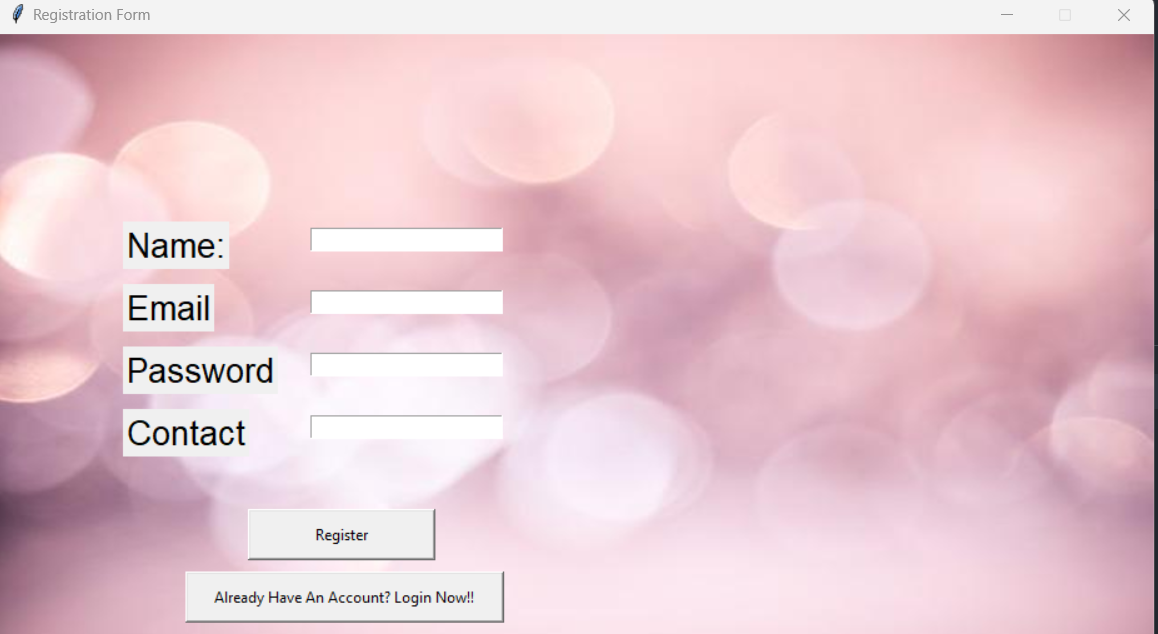 Registration Form
Name:
Email
Password
Contact
Register
Already Have An Account? Login Now!!